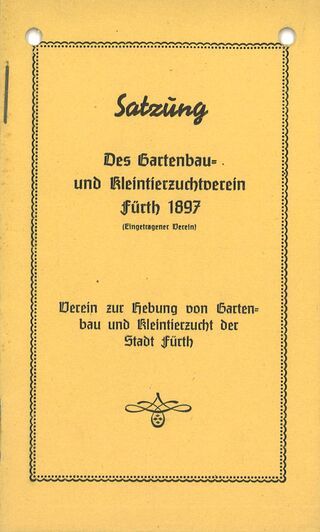 Satzung
Des Gartenbau-
und Kleintierzuchtverein
Fürth 1897
(Eingetragener Verein)
Verein zur Hebung von Garten-
bau und Kleintierzucht der
Stadt Fürth